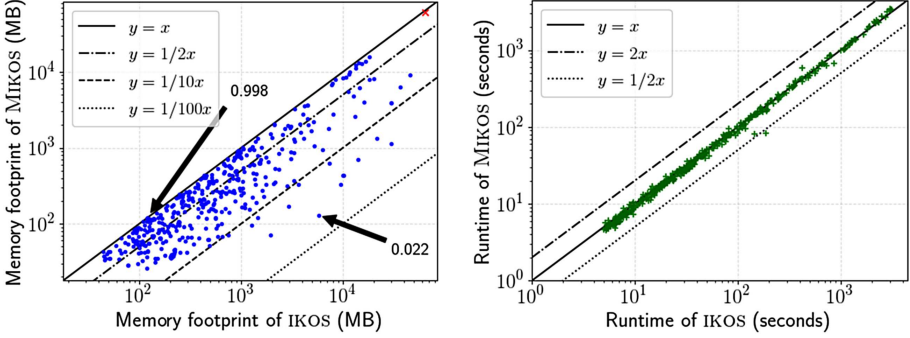 Memory footprint of MIKOS (MB)
10^4
10^3
10^2
y = x
y = 1/2x
y = 1/10x
y = 1/100x
0.998
0.022
10^2 10^3 10^4
Memory footprint of IKOS (MB)
Runtime of MIKOS (seconds)
10^3
10^2
10^1
10^0
y = x
y = 2x
y = 1/2x
10^0 10^1 10^2 10^3
Runtime of IKOS (seconds)